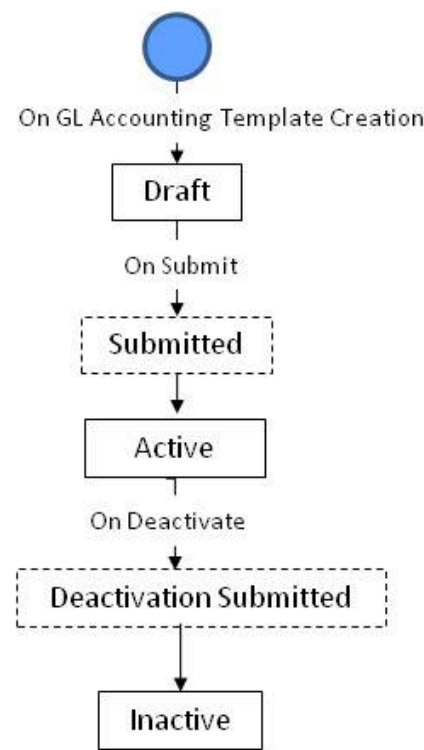 On GL Accounting Template Creation
Draft
On Submit
Submitted
Active
On Deactivate
Deactivation Submitted
Inactive